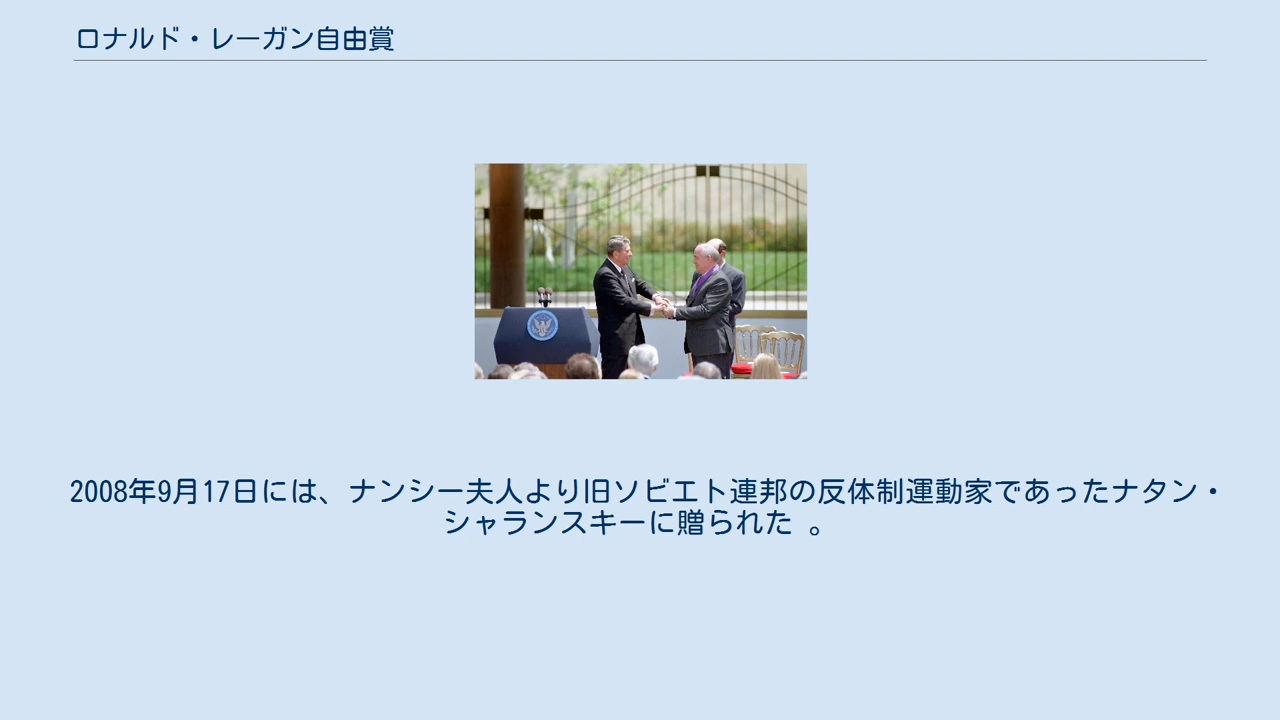 ロナルド・レーガン自由賞
2008年9月17日には、ナンシー夫人より旧ソビエト連邦の反体制運動家であったナタン・
シャランスキーに贈られた 。